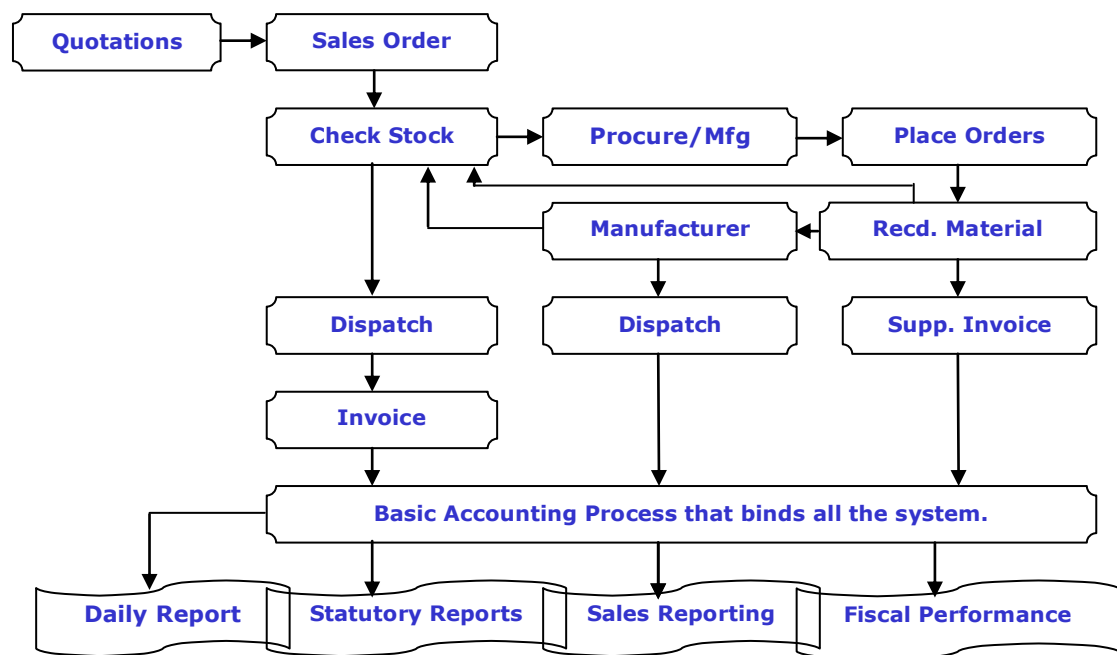 Quotations
Sales Order
Check Stock
Procure/Mfg
Place Orders
Manufacturer
Recd. Material
Dispatch
Dispatch
Supp. Invoice
Invoice
Basic Accounting Process that binds all the system.
Daily Report
Statutory Reports
Sales Reporting
Fiscal Performance